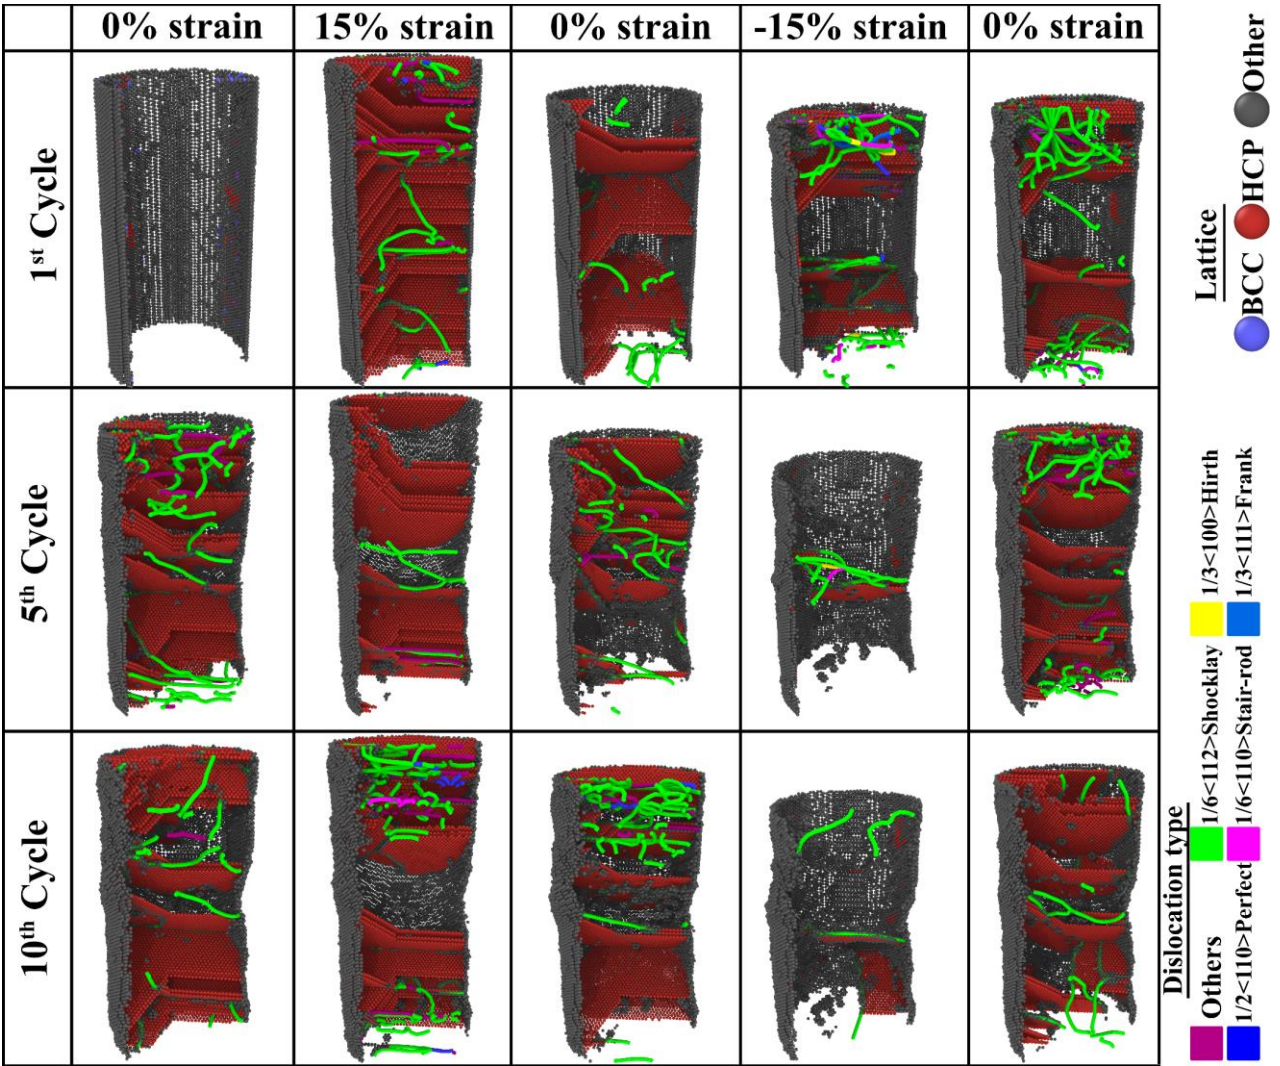 0% strain
15% strain
0% strain
-15% strain
0% strain
1st Cycle
5th Cycle
10th Cycle
Lattice
BCC HCP Other
Dislocation type
Others 1/6<112>Shocklay 1/3<100>Hirth
1/2<110>Perfect 1/6<110>Stair-rod 1/3<111>Frank